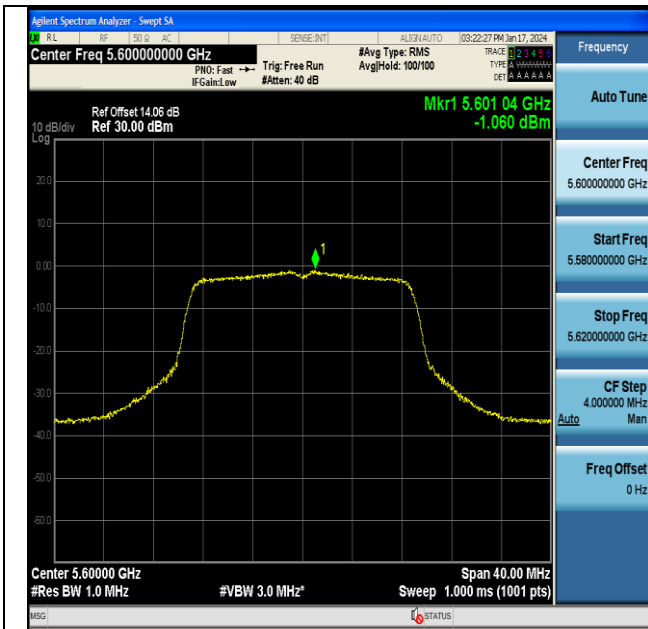 Agilent Spectrum Analyzer - Swept SA
RL RF 50 Ω AC SENSE:INT ALIGNAUTO 03:22:27 PM Jan 17, 2024
Center Freq 5.600000000 GHz
PNO: Fast
IFGain:Low
Trig: Free Run
#Atten: 40 dB
#Avg Type: RMS
Avg|Hold: 100/100
TRACE 1 2 3 4 5 6
TYPE A
DET A A A A A A
Frequency
Auto Tune
Center Freq
5.600000000 GHz
Start Freq
5.580000000 GHz
Stop Freq
5.620000000 GHz
CF Step
4.000000 MHz
Auto Man
Freq Offset
0 Hz
Mkr1 5.601 04 GHz
-1.060 dBm
Ref Offset 14.06 dB
10 dB/div Ref 30.00 dBm
Log
20.0
10.0
0.00
-10.0
-20.0
-30.0
-40.0
-50.0
-60.0
1
Center 5.60000 GHz Span 40.00 MHz
#Res BW 1.0 MHz #VBW 3.0 MHz* Sweep 1.000 ms (1001 pts)
MSG STATUS